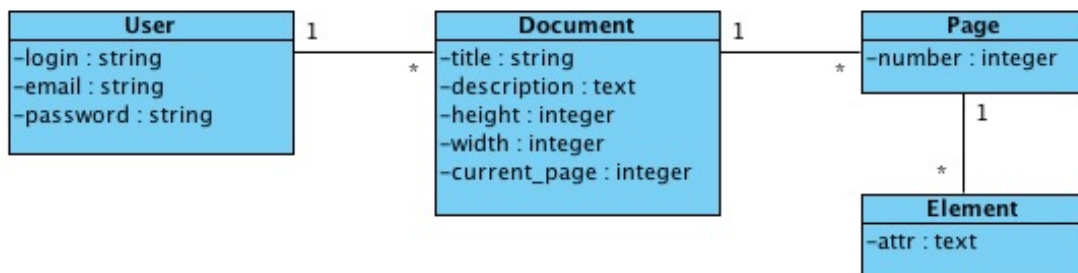 User
-login : string
-email : string
-password : string
1
*
Document
-title : string
-description : text
-height : integer
-width : integer
-current_page : integer
1
*
Page
-number : integer
1
*
Element
-attr : text